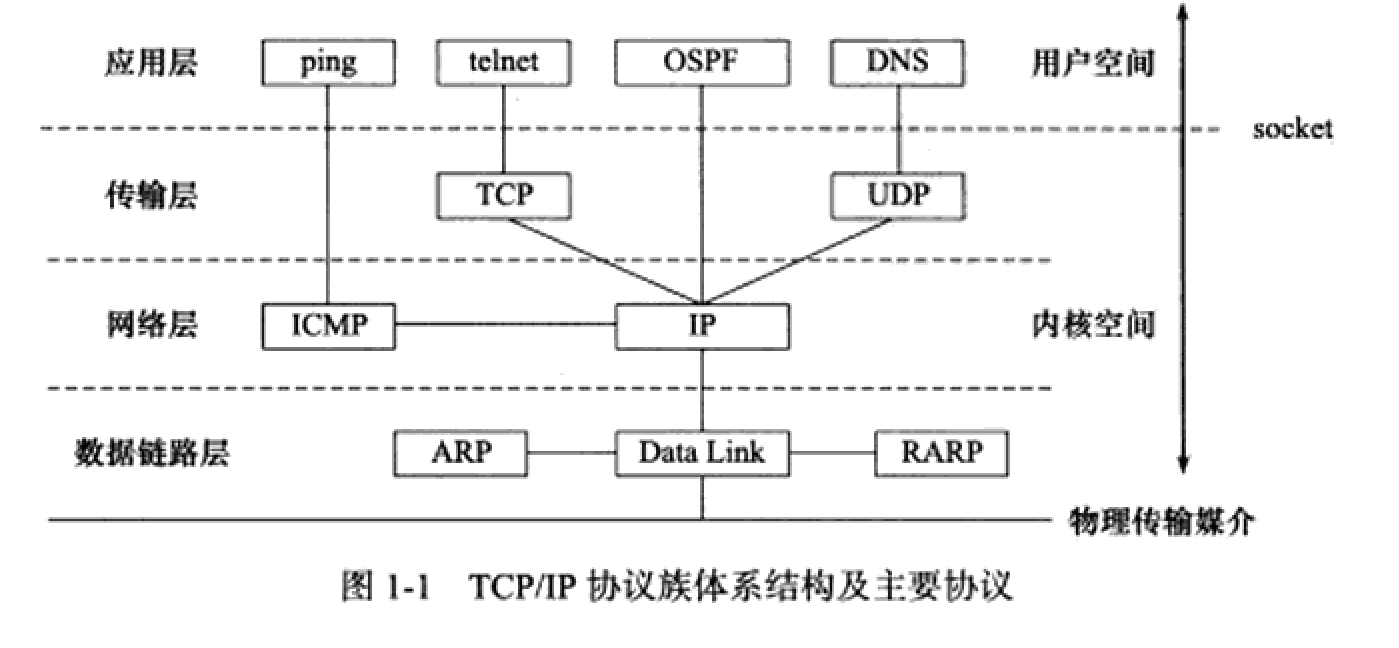 应用层 ping telnet OSPF DNS 用户空间
socket
传输层 TCP UDP
网络层 ICMP IP 内核空间
数据链路层 ARP Data Link RARP
物理传输媒介
图 1-1 TCP/IP 协议族体系结构及主要协议